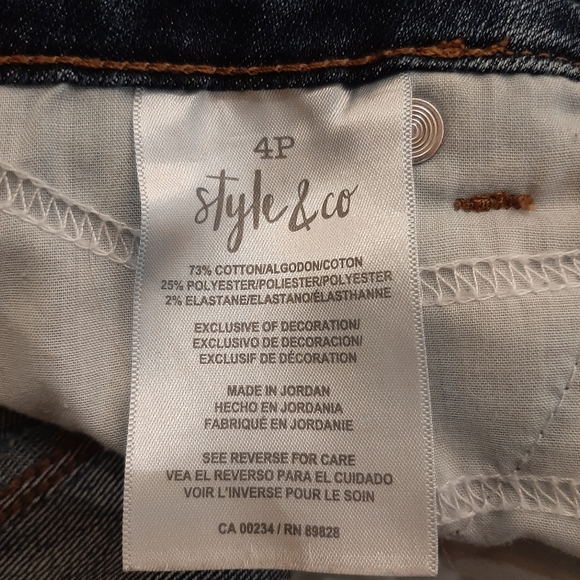 4P
style & co
73% COTTON/ALGODON/COTON
25% POLYESTER/POLIESTER/POLYESTER
2% ELASTANE/ELASTANO/ÉLASTHANNE
EXCLUSIVE OF DECORATION/
EXCLUSIVO DE DECORACION/
EXCLUSIF DE DÉCORATION
MADE IN JORDAN
HECHO EN JORDANIA
FABRIQUÉ EN JORDANIE
SEE REVERSE FOR CARE
VEA EL REVERSO PARA EL CUIDADO
VOIR L'INVERSE POUR LE SOIN
CA 00234 / RN 89828